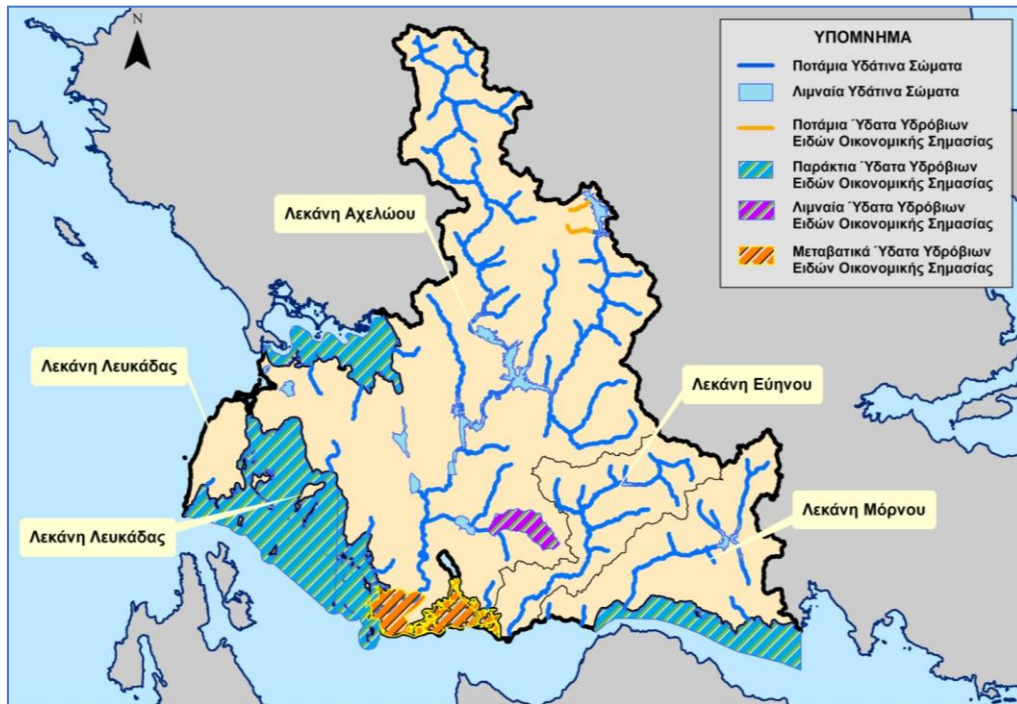 N
ΥΠΟΜΝΗΜΑ
Ποτάμια Υδάτινα Σώματα
Λιμναία Υδάτινα Σώματα
Ποτάμια Ύδατα Υδρόβιων
Ειδών Οικονομικής Σημασίας
Παράκτια Ύδατα Υδρόβιων
Ειδών Οικονομικής Σημασίας
Λιμναία Ύδατα Υδρόβιων
Ειδών Οικονομικής Σημασίας
Μεταβατικά Ύδατα Υδρόβιων
Ειδών Οικονομικής Σημασίας
Λεκάνη Αχελώου
Λεκάνη Λευκάδας
Λεκάνη Εύηνου
Λεκάνη Μόρνου
Λεκάνη Λευκάδας